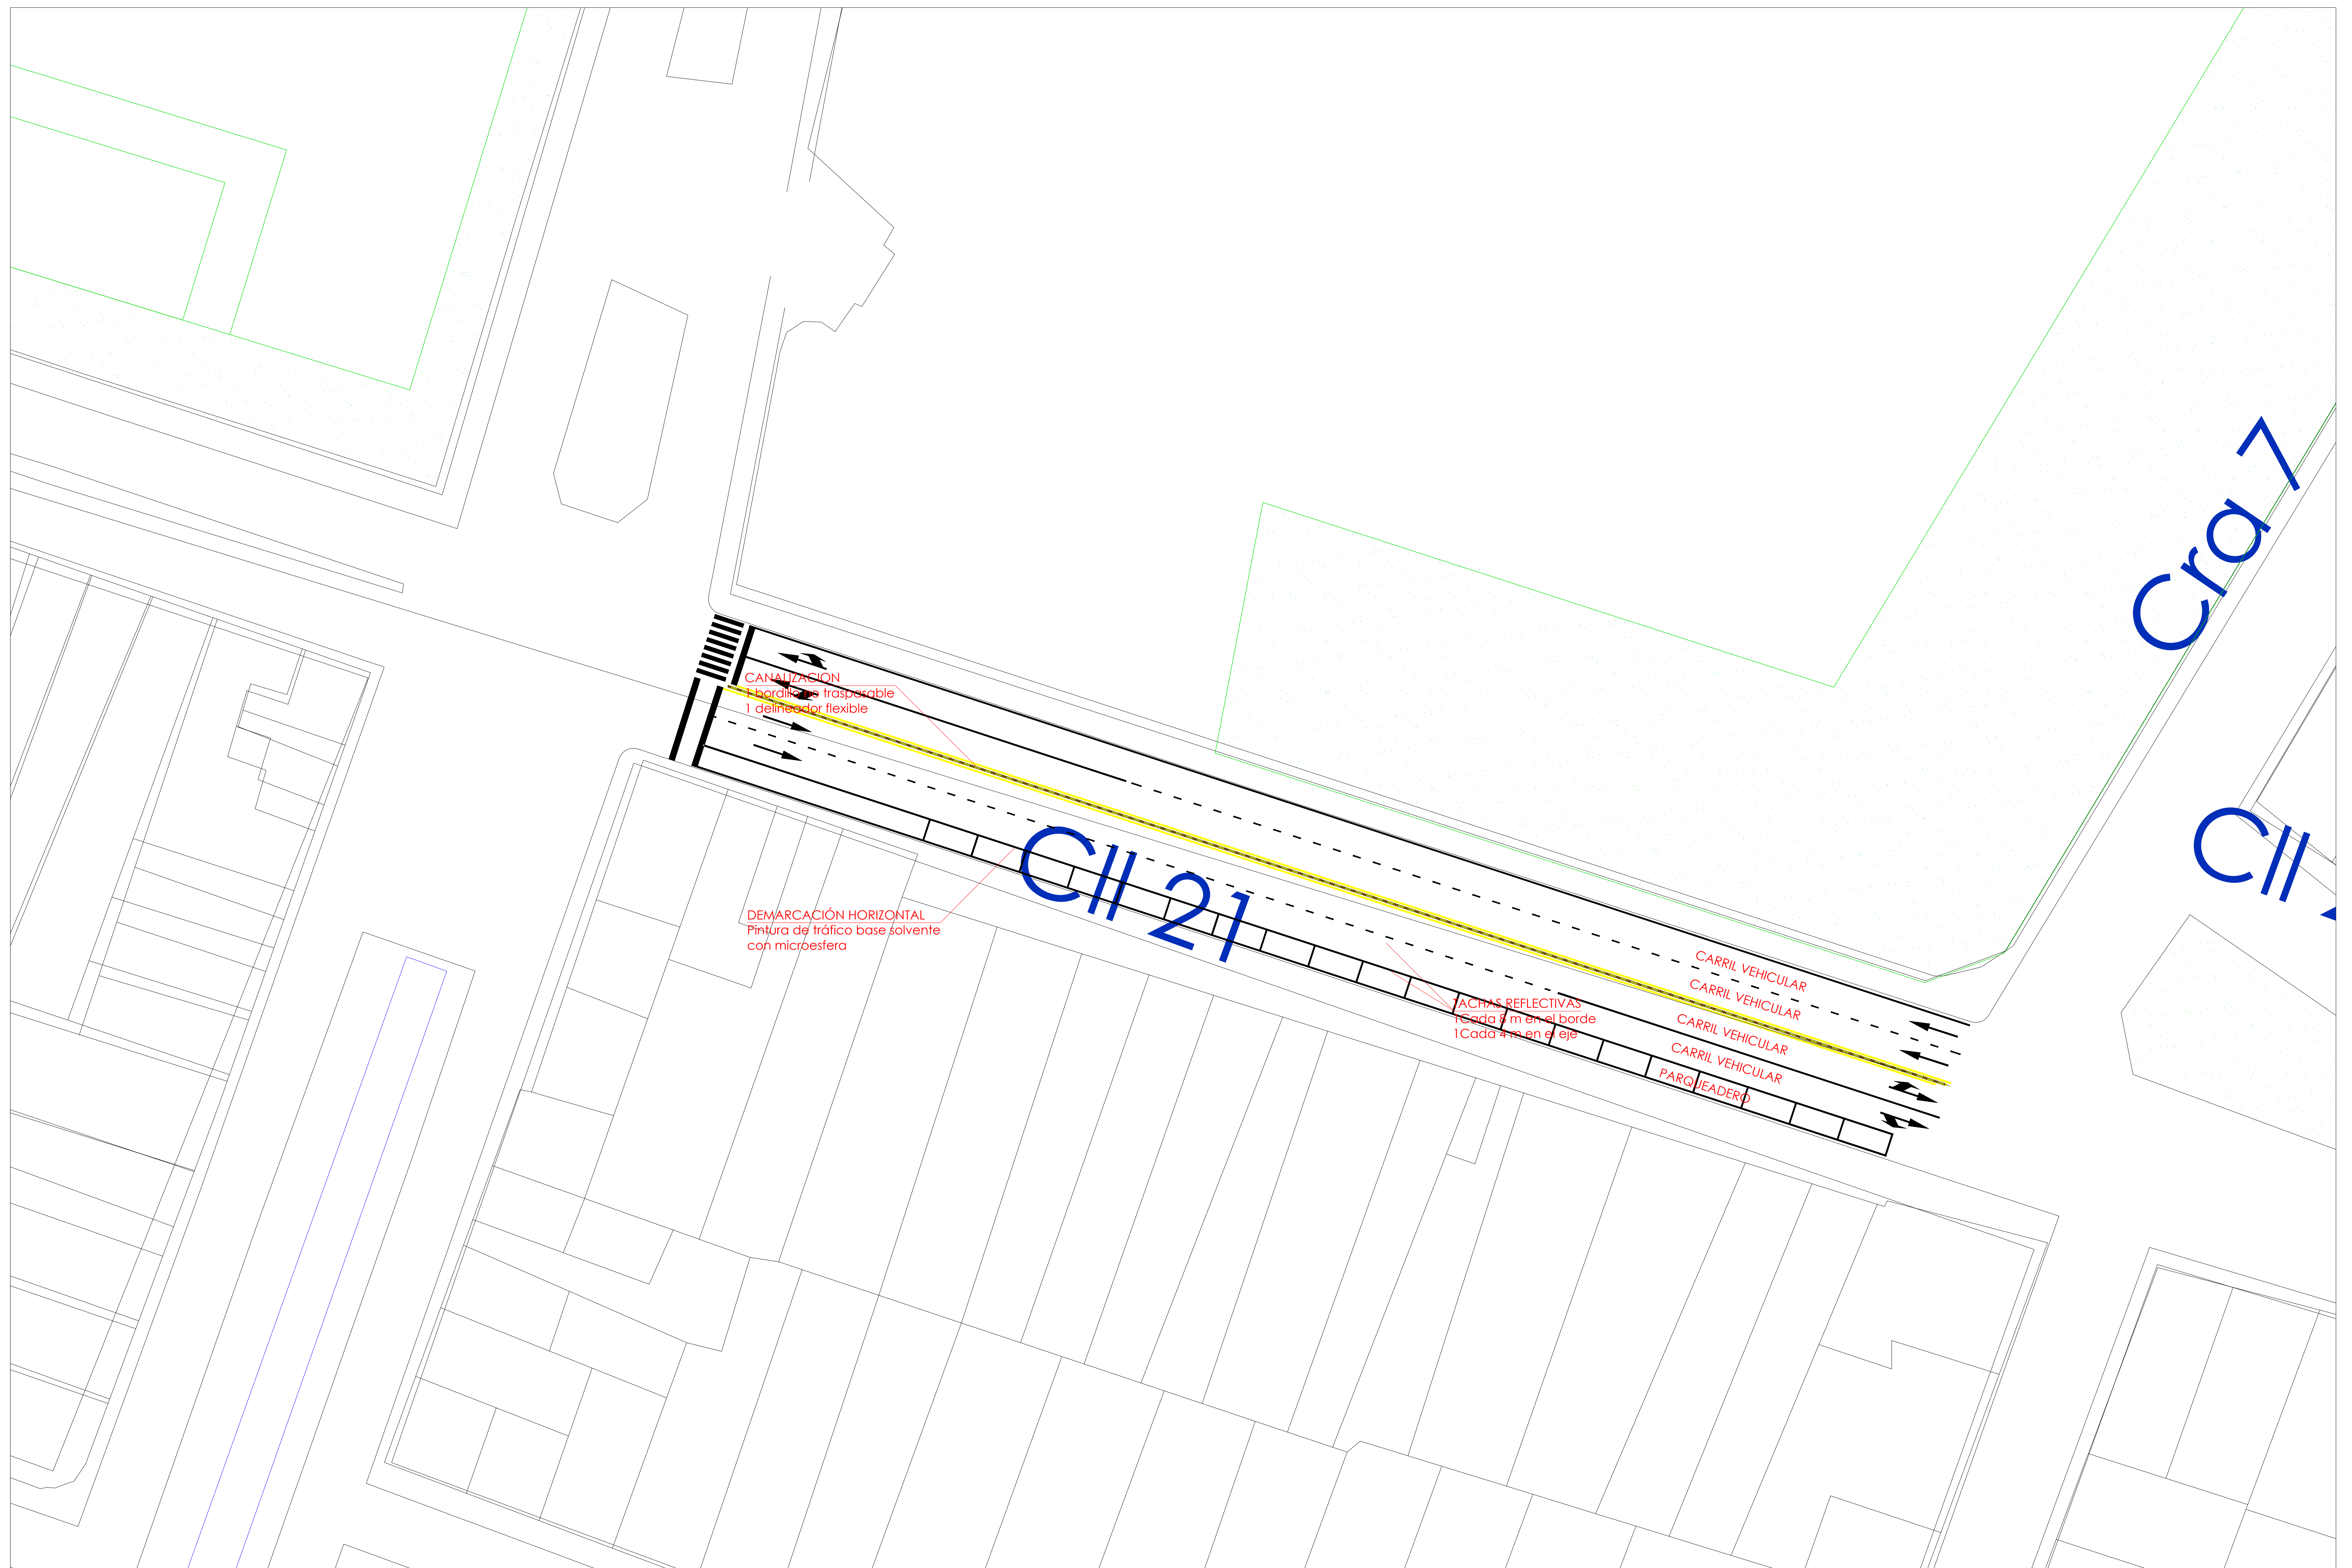 Cra 7
CANALIZACION
1 bordillo no traspasable
1 delineador flexible
Cll 21
Cll
DEMARCACIÓN HORIZONTAL
Pintura de tráfico base solvente
con microesfera
CARRIL VEHICULAR
CARRIL VEHICULAR
CARRIL VEHICULAR
CARRIL VEHICULAR
PARQUEADERO
TACHAS REFLECTIVAS
1Cada 8 m en el borde
1Cada 4 m en el eje